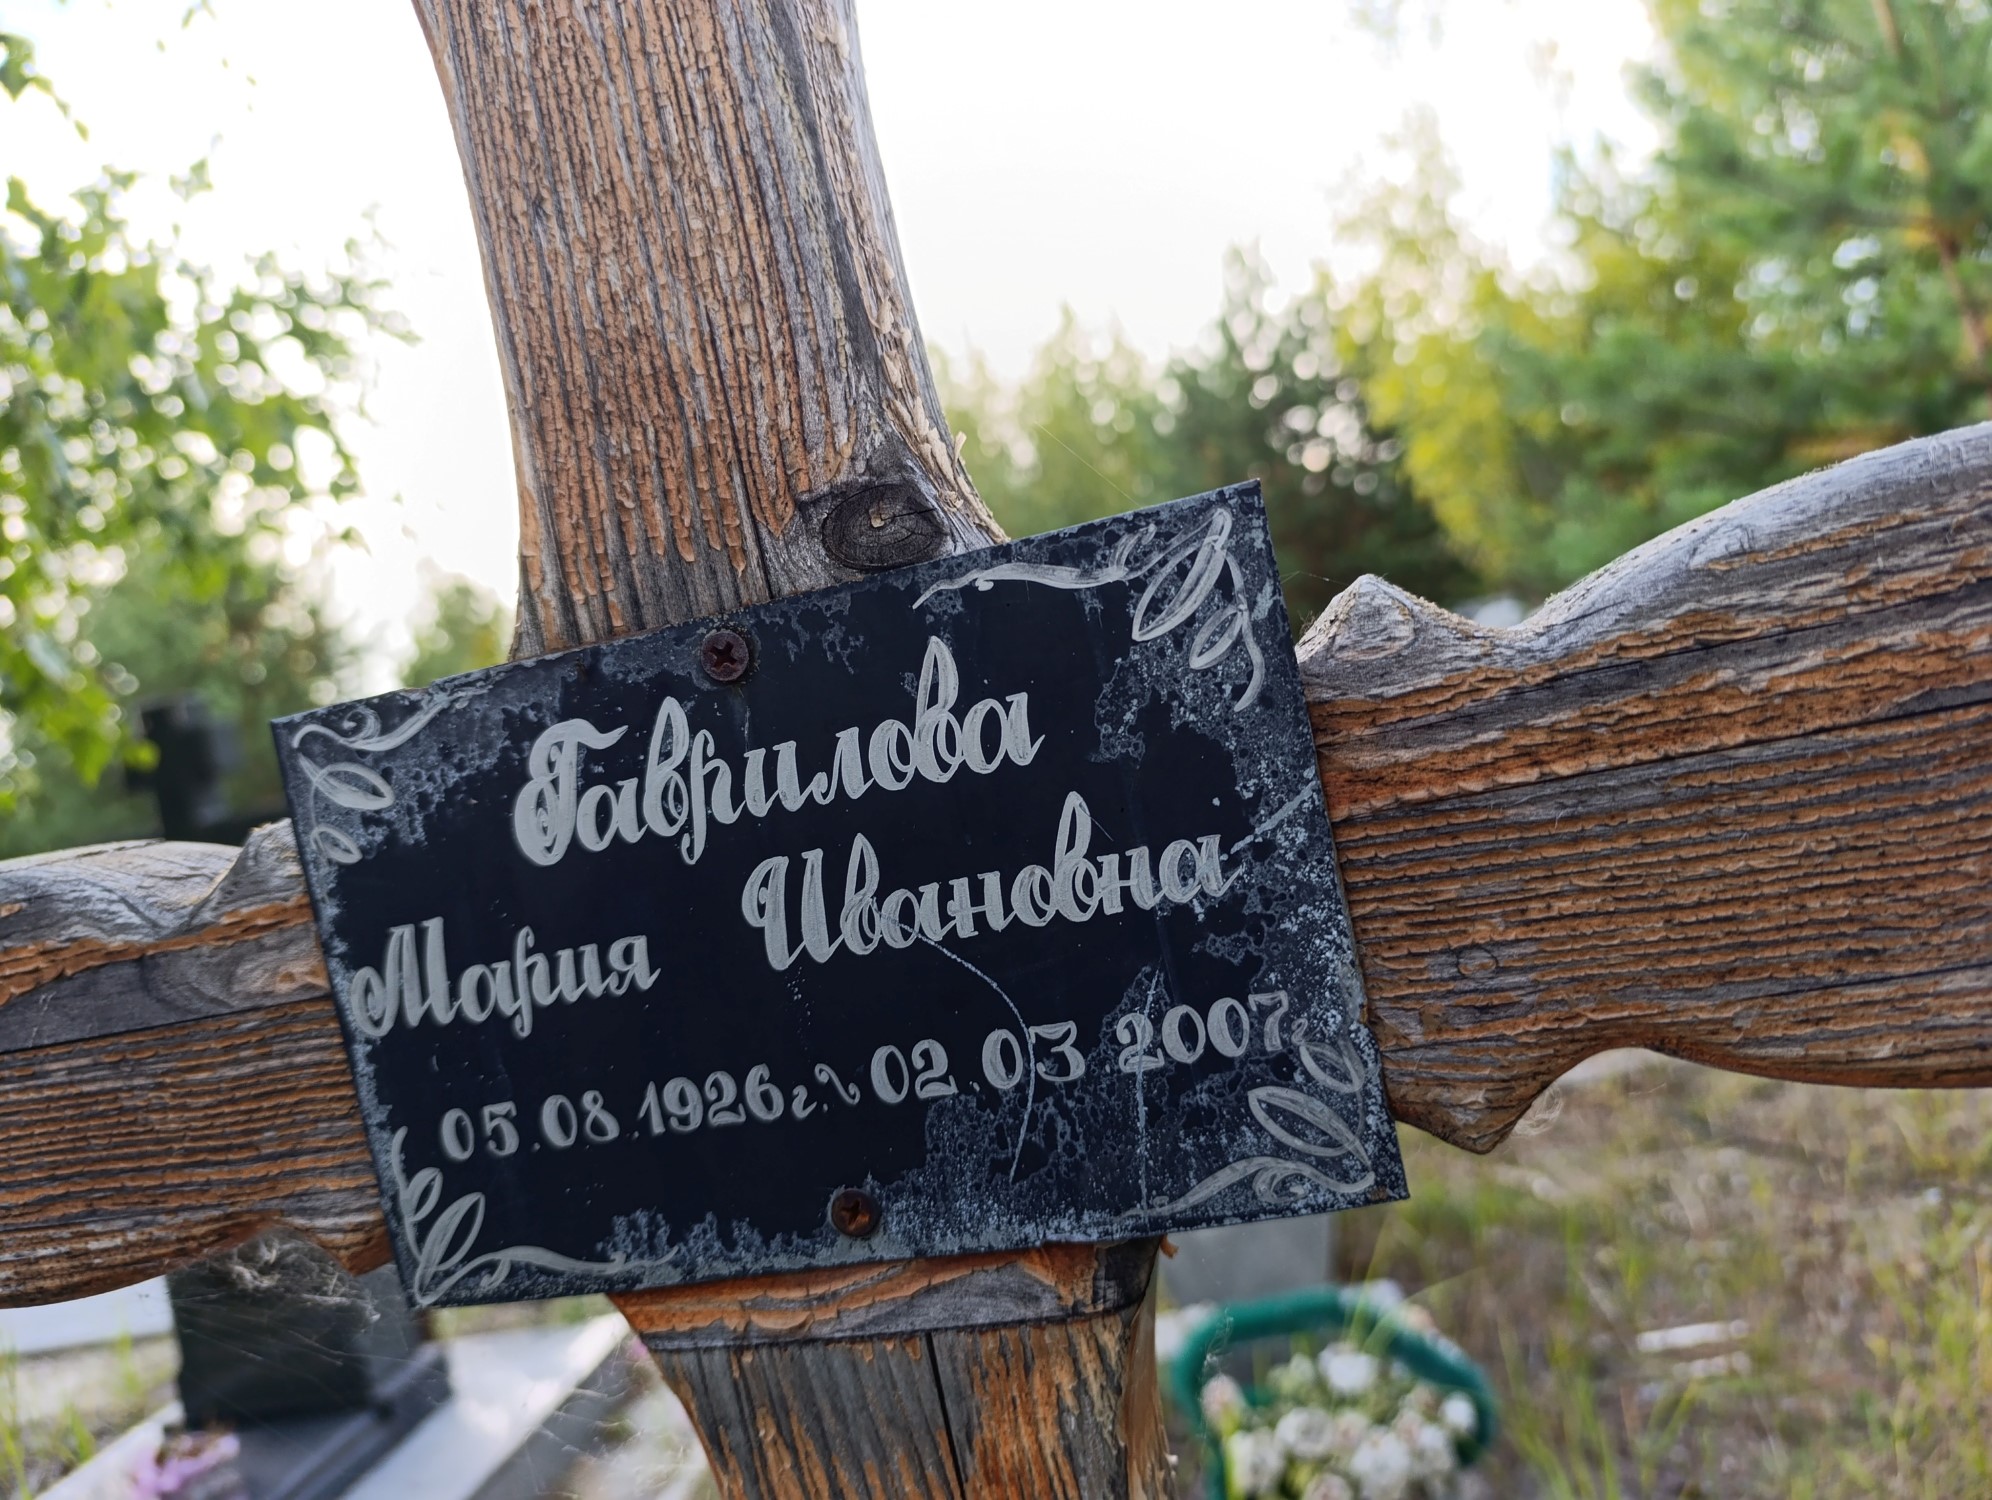 Гаврилова
Мария Ивановна
05.08.1926г. ~ 02.03.2007г